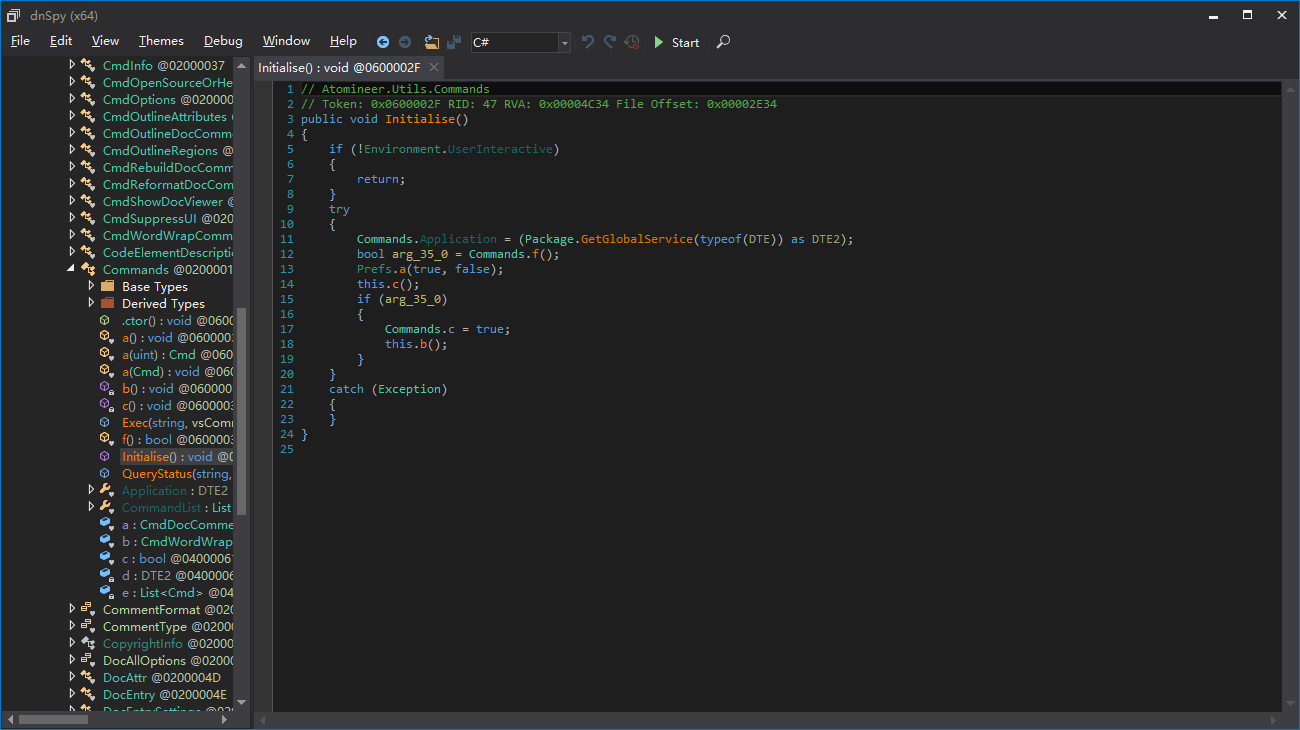 dnSpy (x64)
File Edit View Themes Debug Window Help C# Start
CmdInfo @02000037
CmdOpenSourceOrHe
CmdOptions @020000
CmdOutlineAttributes
CmdOutlineDocComm
CmdOutlineRegions @
CmdRebuildDocComm
CmdReformatDocCom
CmdShowDocViewer @
CmdSuppressUI @020
CmdWordWrapComm
CodeElementDescripti
Commands @0200001
Base Types
Derived Types
.ctor() : void @0600
a() : void @060000
a(uint) : Cmd @060
a(Cmd) : void @06
b() : void @060000
c() : void @060000
Exec(string, vsCom
f() : bool @060000
Initialise() : void @0
QueryStatus(string,
Application : DTE2
CommandList : List
a : CmdDocComme
b : CmdWordWrap
c : bool @0400006
d : DTE2 @0400006
e : List<Cmd> @04
CommentFormat @020
CommentType @02000
CopyrightInfo @02000
DocAllOptions @02000
DocAttr @0200004D
DocEntry @0200004E
DocEntrySettings @020
Initialise() : void @0600002F
1 // Atomineer.Utils.Commands
2 // Token: 0x0600002F RID: 47 RVA: 0x00004C34 File Offset: 0x00002E34
3 public void Initialise()
4 {
5 if (!Environment.UserInteractive)
6 {
7 return;
8 }
9 try
10 {
11 Commands.Application = (Package.GetGlobalService(typeof(DTE)) as DTE2);
12 bool arg_35_0 = Commands.f();
13 Prefs.a(true, false);
14 this.c();
15 if (arg_35_0)
16 {
17 Commands.c = true;
18 this.b();
19 }
20 }
21 catch (Exception)
22 {
23 }
24 }
25